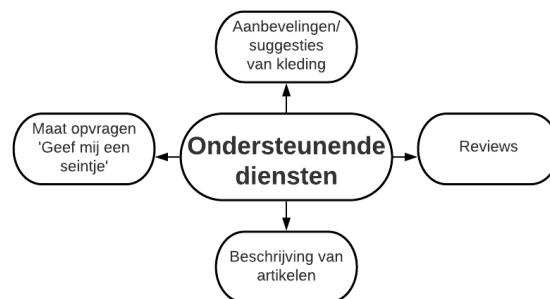 Aanbevelingen/
suggesties
van kleding
Maat opvragen
'Geef mij een
seintje'
Ondersteunende
diensten
Reviews
Beschrijving van
artikelen